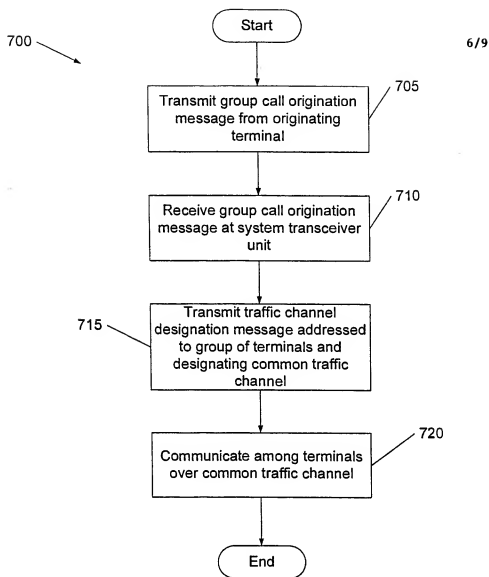 Start
700
6/9
705
Transmit group call origination
message from originating
terminal
710
Receive group call origination
message at system transceiver
unit
715
Transmit traffic channel
designation message addressed
to group of terminals and
designating common traffic
channel
720
Communicate among terminals
over common traffic channel
End